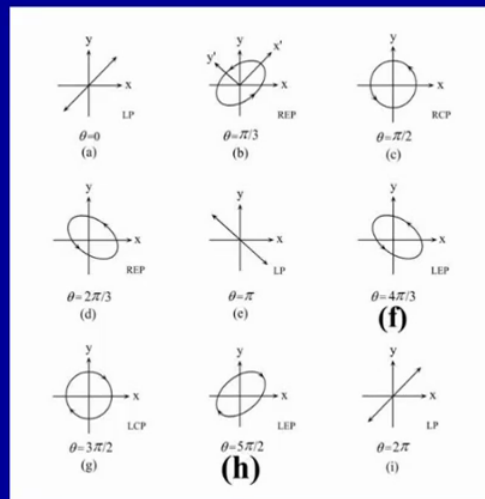 y
x
LP
θ=0
(a)
y
y'
x'
x
REP
θ=π/3
(b)
y
x
RCP
θ=π/2
(c)
y
x
REP
θ=2π/3
(d)
y
x
LP
θ=π
(e)
y
x
LEP
θ=4π/3
(f)
y
x
LCP
θ=3π/2
(g)
y
x
LEP
θ=5π/2
(h)
y
x
LP
θ=2π
(i)